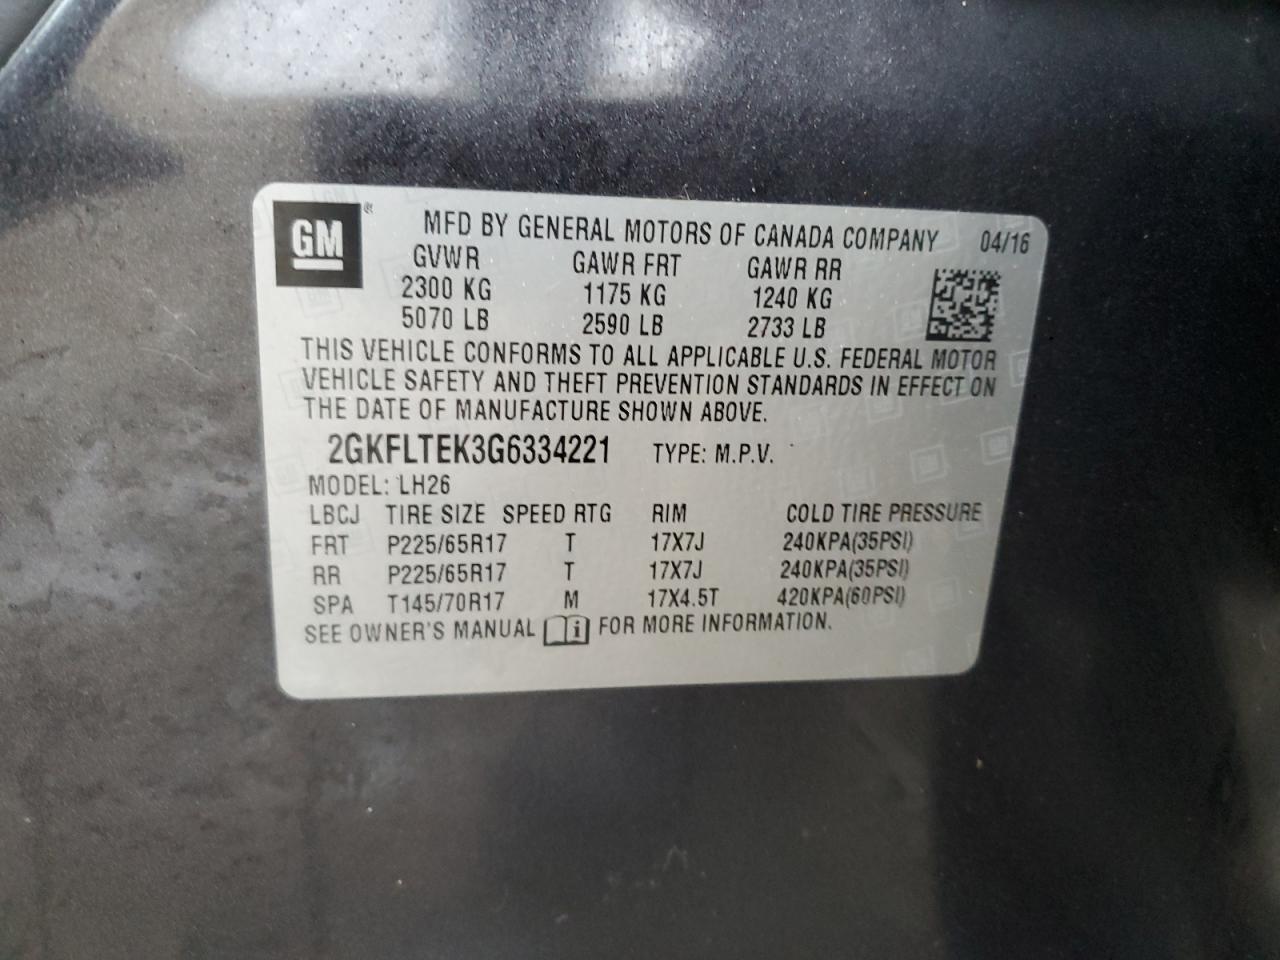 GM ®
MFD BY GENERAL MOTORS OF CANADA COMPANY 04/16
GVWR GAWR FRT GAWR RR
2300 KG 1175 KG 1240 KG
5070 LB 2590 LB 2733 LB
THIS VEHICLE CONFORMS TO ALL APPLICABLE U.S. FEDERAL MOTOR
VEHICLE SAFETY AND THEFT PREVENTION STANDARDS IN EFFECT ON
THE DATE OF MANUFACTURE SHOWN ABOVE.
2GKFLTEK3G6334221 TYPE: M.P.V.
MODEL: LH26
LBCJ TIRE SIZE SPEED RTG RIM COLD TIRE PRESSURE
FRT P225/65R17 T 17X7J 240KPA(35PSI)
RR P225/65R17 T 17X7J 240KPA(35PSI)
SPA T145/70R17 M 17X4.5T 420KPA(60PSI)
SEE OWNER'S MANUAL i FOR MORE INFORMATION.